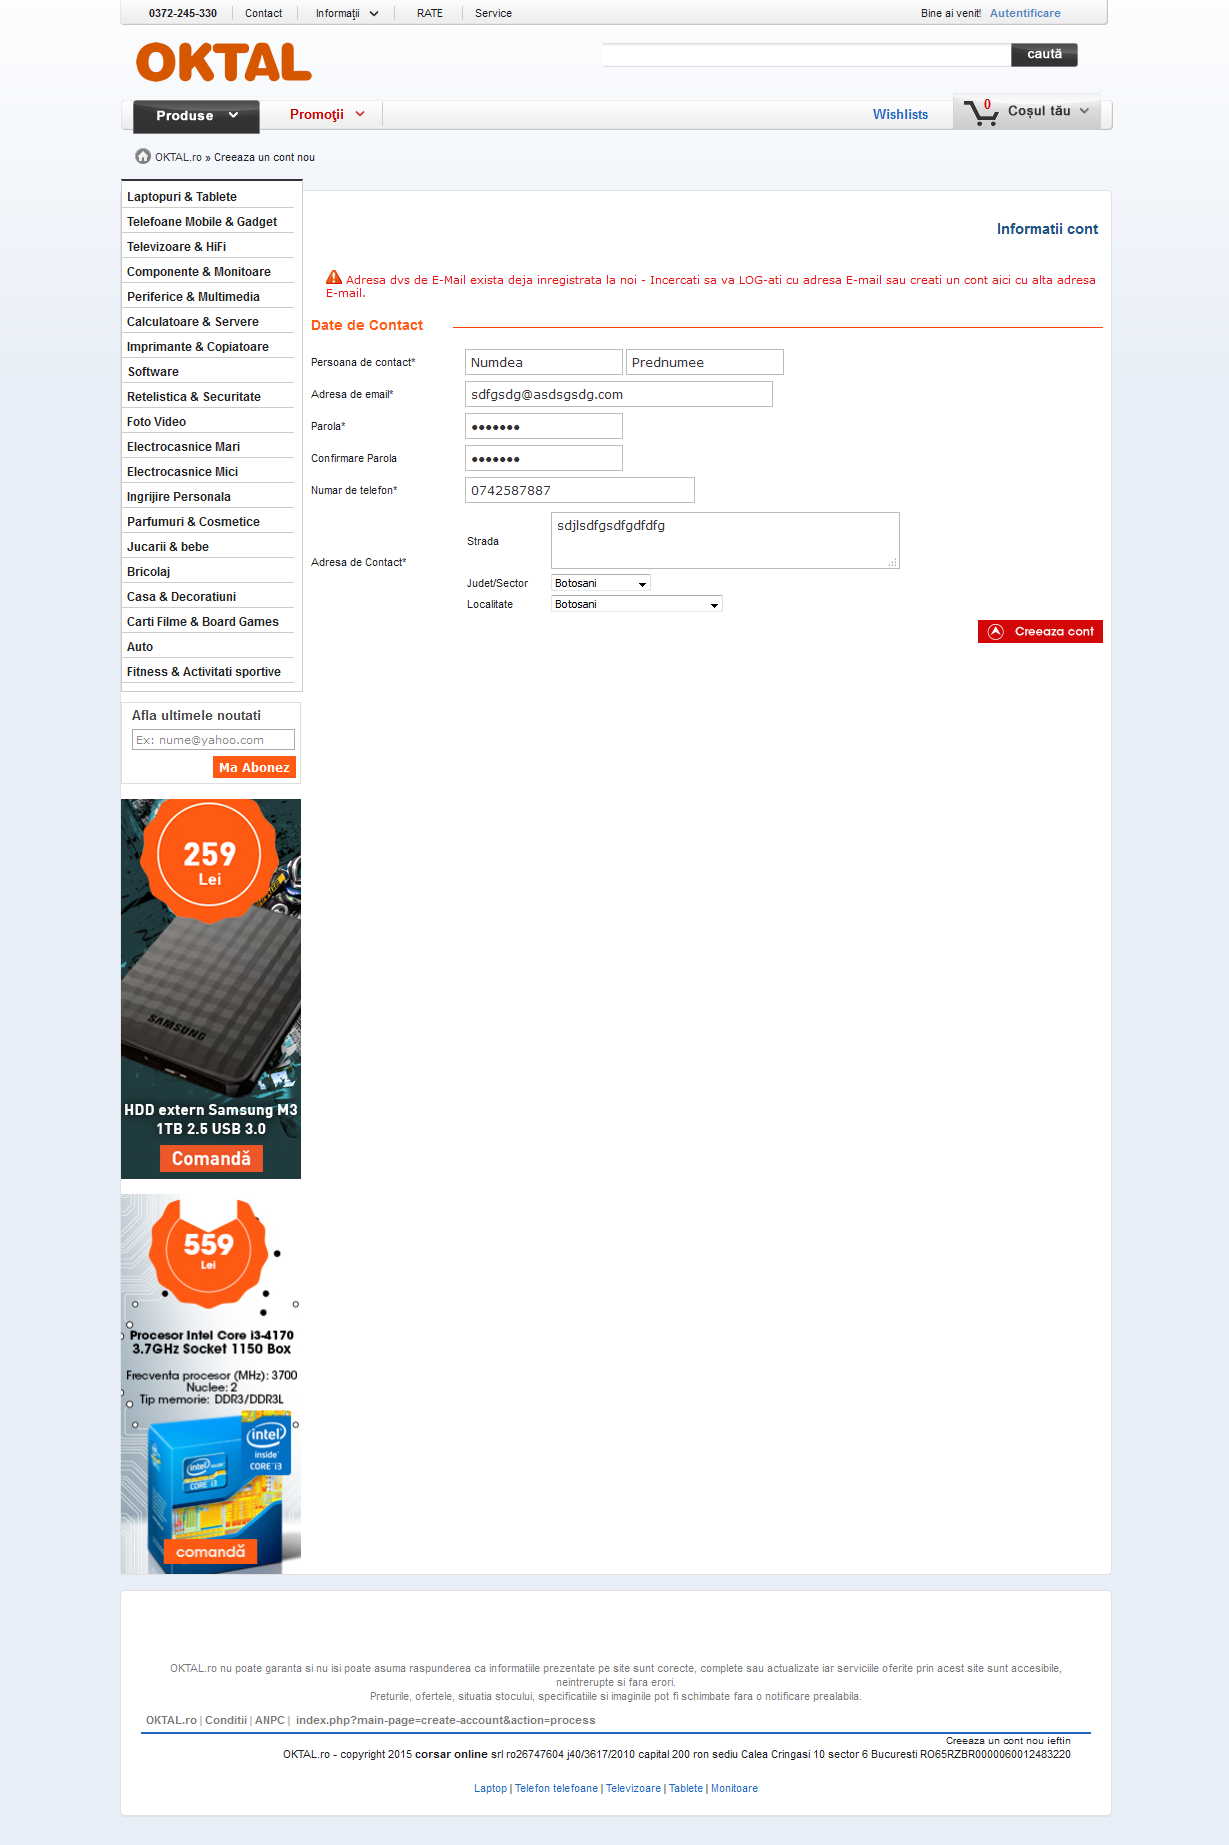 0372-245-330 Contact Informaţii RATE Service Bine ai venit! Autentificare
OKTAL
caută
Produse Promoţii Wishlists 0 Coșul tău
OKTAL.ro » Creeaza un cont nou
Laptopuri & Tablete
Telefoane Mobile & Gadget
Televizoare & HiFi
Componente & Monitoare
Periferice & Multimedia
Calculatoare & Servere
Imprimante & Copiatoare
Software
Retelistica & Securitate
Foto Video
Electrocasnice Mari
Electrocasnice Mici
Ingrijire Personala
Parfumuri & Cosmetice
Jucarii & bebe
Bricolaj
Casa & Decoratiuni
Carti Filme & Board Games
Auto
Fitness & Activitati sportive
Afla ultimele noutati
Ex: nume@yahoo.com
Ma Abonez
259
Lei
SAMSUNG
HDD extern Samsung M3
1TB 2.5 USB 3.0
Comandă
559
Lei
Procesor Intel Core i3-4170
3.7GHz Socket 1150 Box
Frecventa procesor (MHz): 3700
Nuclee: 2
Tip memorie: DDR3/DDR3L
intel
inside
CORE i3
intel
CORE i3
comandă
Informatii cont
Adresa dvs de E-Mail exista deja inregistrata la noi - Incercati sa va LOG-ati cu adresa E-mail sau creati un cont aici cu alta adresa
E-mail.
Date de Contact
Persoana de contact* Numdea Prednumee
Adresa de email* sdfgsdg@asdsgsdg.com
Parola* •••••••
Confirmare Parola •••••••
Numar de telefon* 0742587887
Adresa de Contact*
Strada sdjlsdfgsdfgdfdfg
Judet/Sector Botosani
Localitate Botosani
Creeaza cont
OKTAL.ro nu poate garanta si nu isi poate asuma raspunderea ca informatiile prezentate pe site sunt corecte, complete sau actualizate iar serviciile oferite prin acest site sunt accesibile,
neintrerupte si fara erori.
Preturile, ofertele, situatia stocului, specificatiile si imaginile pot fi schimbate fara o notificare prealabila.
OKTAL.ro | Conditii | ANPC | index.php?main-page=create-account&action=process
Creeaza un cont nou ieftin
OKTAL.ro - copyright 2015 corsar online srl ro26747604 j40/3617/2010 capital 200 ron sediu Calea Cringasi 10 sector 6 Bucuresti RO65RZBR0000060012483220
Laptop | Telefon telefoane | Televizoare | Tablete | Monitoare